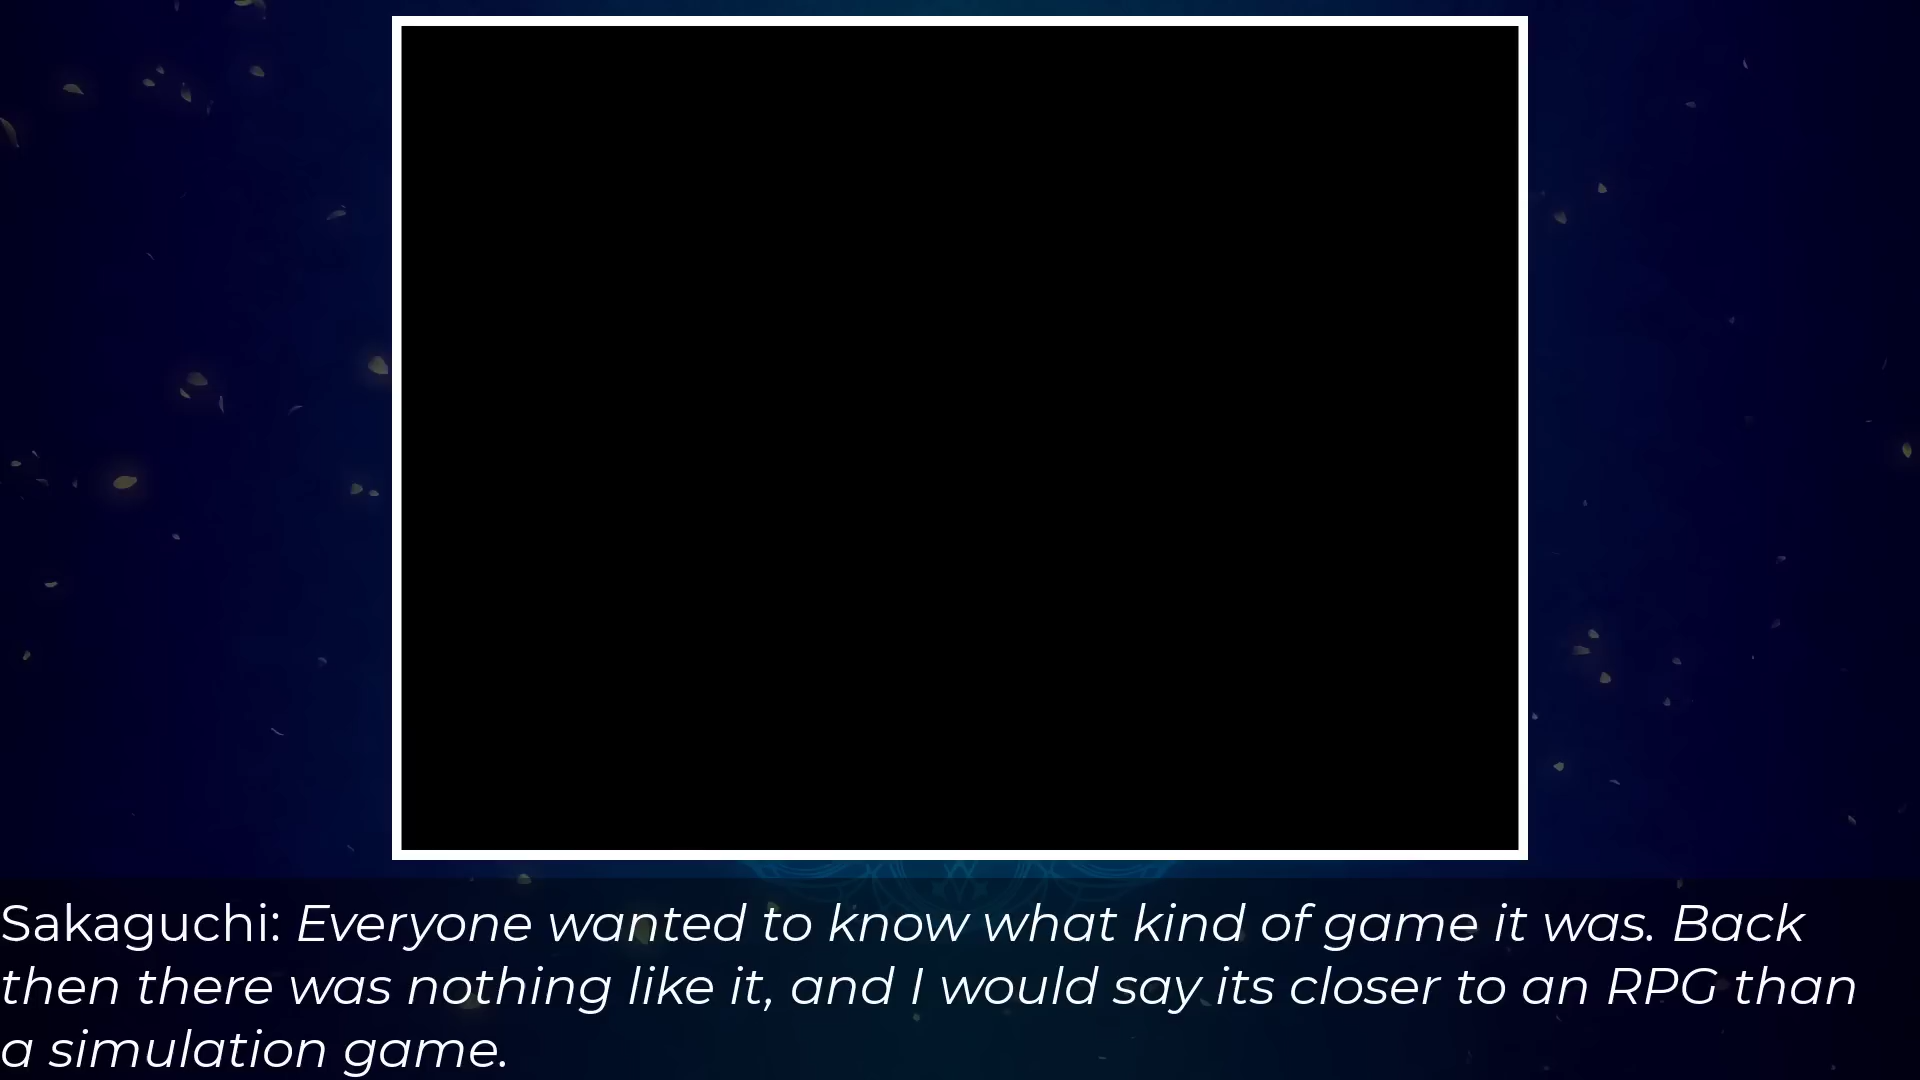 Sakaguchi: Everyone wanted to know what kind of game it was. Back
then there was nothing like it, and I would say its closer to an RPG than
a simulation game.